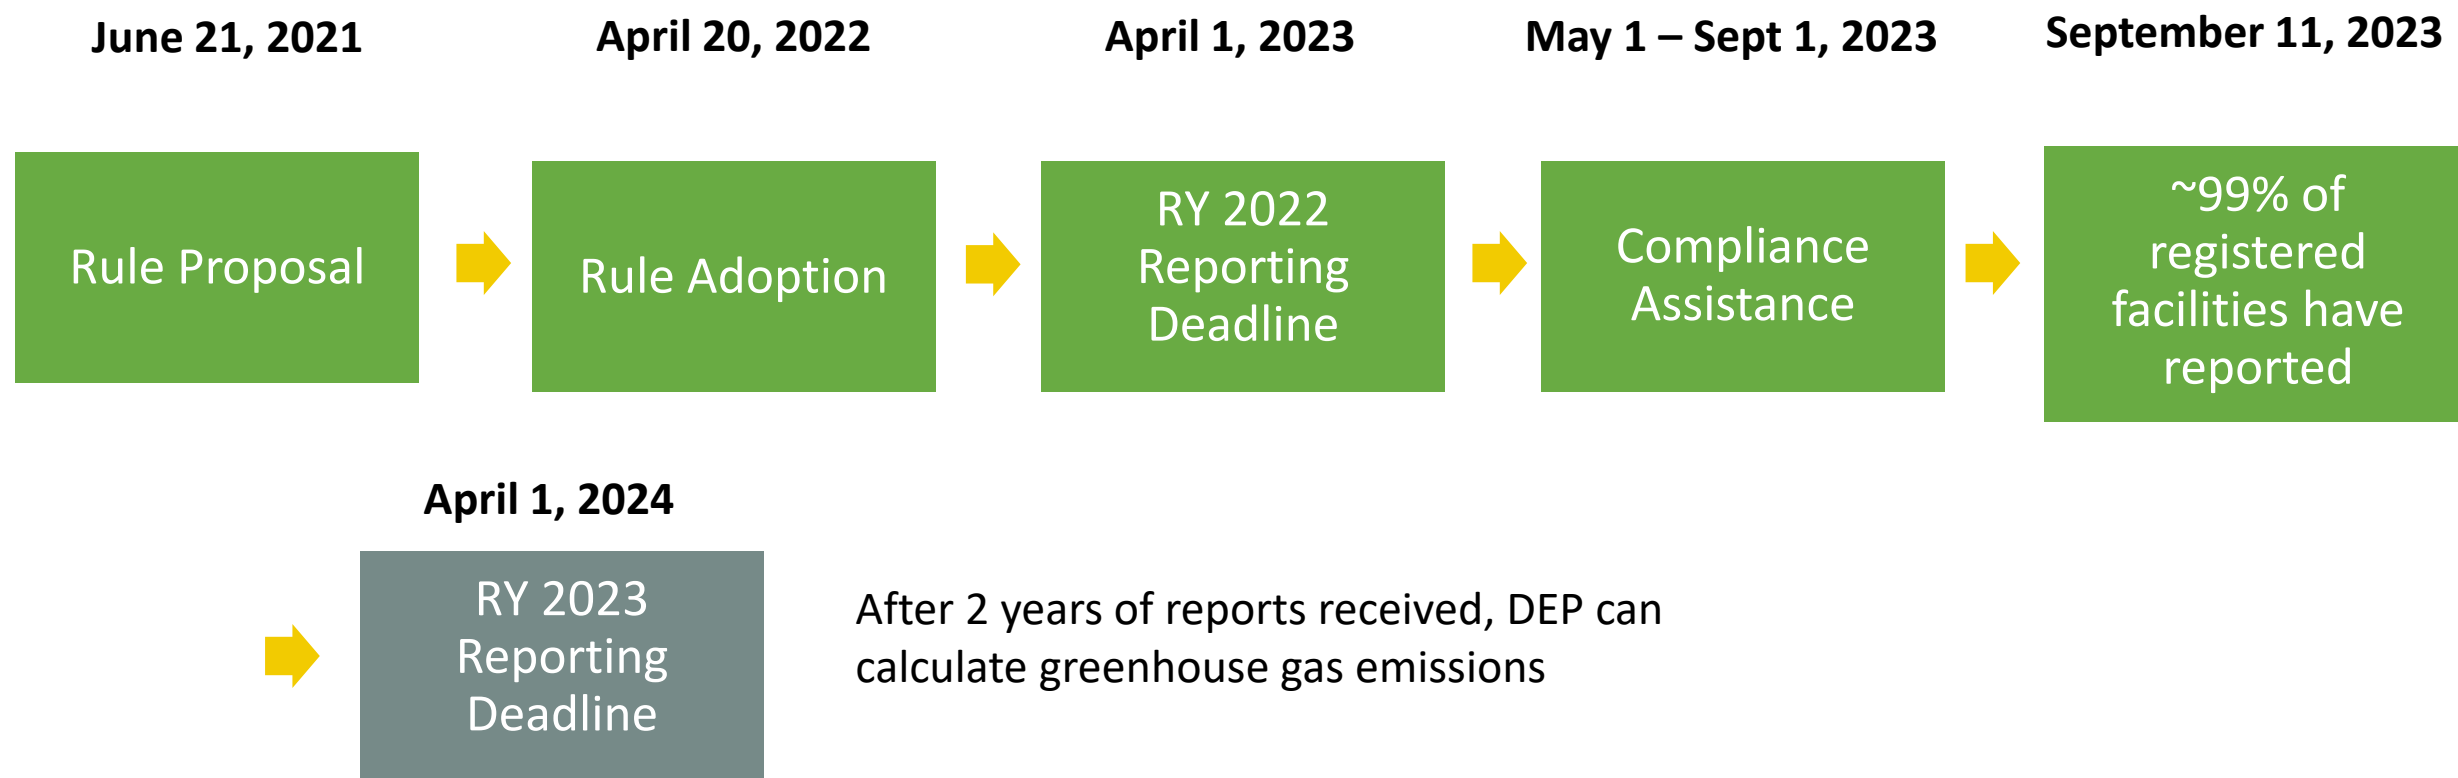 June 21, 2021
April 20, 2022
April 1, 2023
May 1 – Sept 1, 2023
September 11, 2023
Rule Proposal
Rule Adoption
RY 2022
Reporting
Deadline
Compliance
Assistance
~99% of
registered
facilities have
reported
April 1, 2024
RY 2023
Reporting
Deadline
After 2 years of reports received, DEP can
calculate greenhouse gas emissions